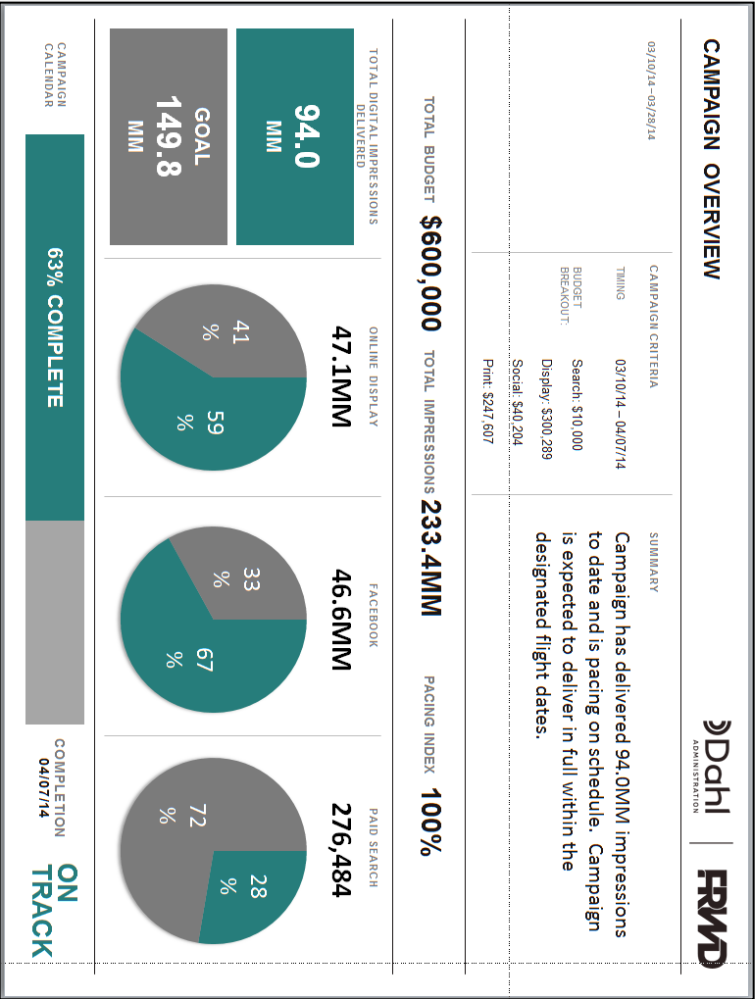 CAMPAIGN OVERVIEW
Dahl
ADMINISTRATION
FRWD
03/10/14 – 03/28/14
CAMPAIGN CRITERIA
TIMING 03/10/14 – 04/07/14
BUDGET
BREAKOUT:
Search: $10,000
Display: $300,289
Social: $40,204
Print: $247,607
SUMMARY
Campaign has delivered 94.0MM impressions
to date and is pacing on schedule. Campaign
is expected to deliver in full within the
designated flight dates.
TOTAL BUDGET $600,000 TOTAL IMPRESSIONS 233.4MM PACING INDEX 100%
TOTAL DIGITAL IMPRESSIONS
DELIVERED
94.0
MM
GOAL
149.8
MM
ONLINE DISPLAY
47.1MM
41
%
59
%
FACEBOOK
46.6MM
33
%
67
%
PAID SEARCH
276,484
28
%
72
%
CAMPAIGN
CALENDAR
63% COMPLETE
COMPLETION
04/07/14
ON
TRACK